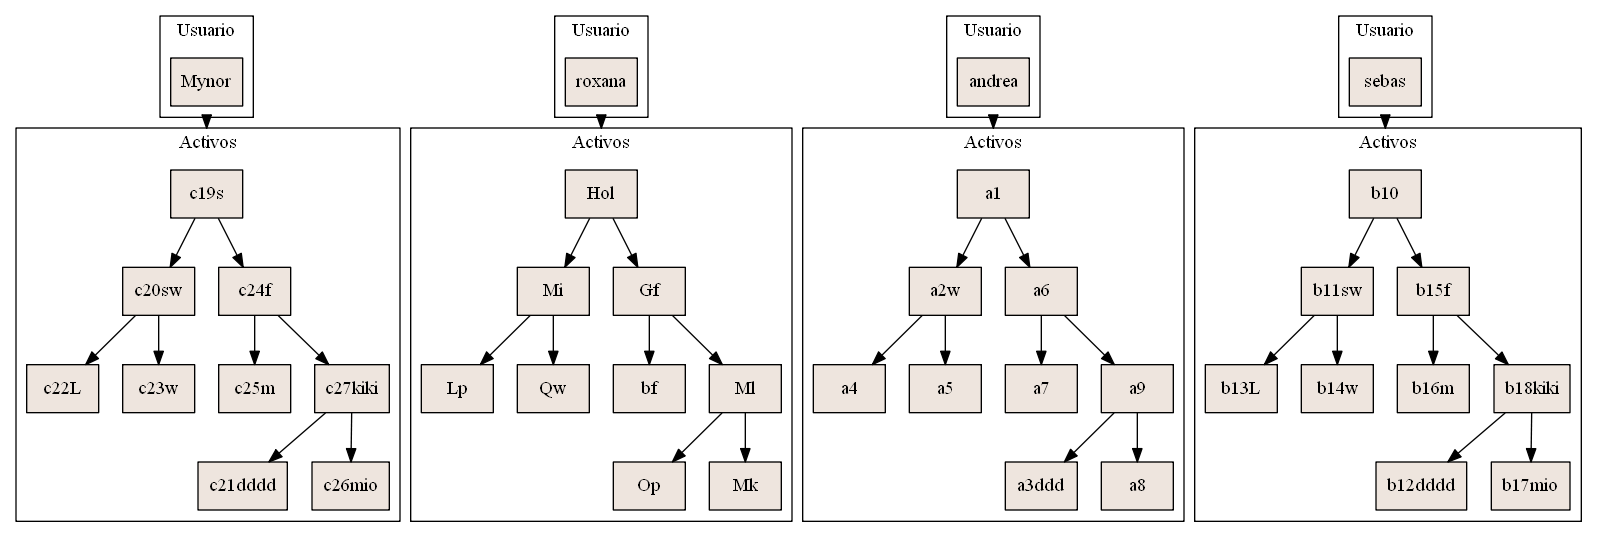 Usuario
Mynor
Activos
c19s
c20sw
c24f
c22L
c23w
c25m
c27kiki
c21dddd
c26mio
Usuario
roxana
Activos
Hol
Mi
Gf
Lp
Qw
bf
Ml
Op
Mk
Usuario
andrea
Activos
a1
a2w
a6
a4
a5
a7
a9
a3ddd
a8
Usuario
sebas
Activos
b10
b11sw
b15f
b13L
b14w
b16m
b18kiki
b12dddd
b17mio